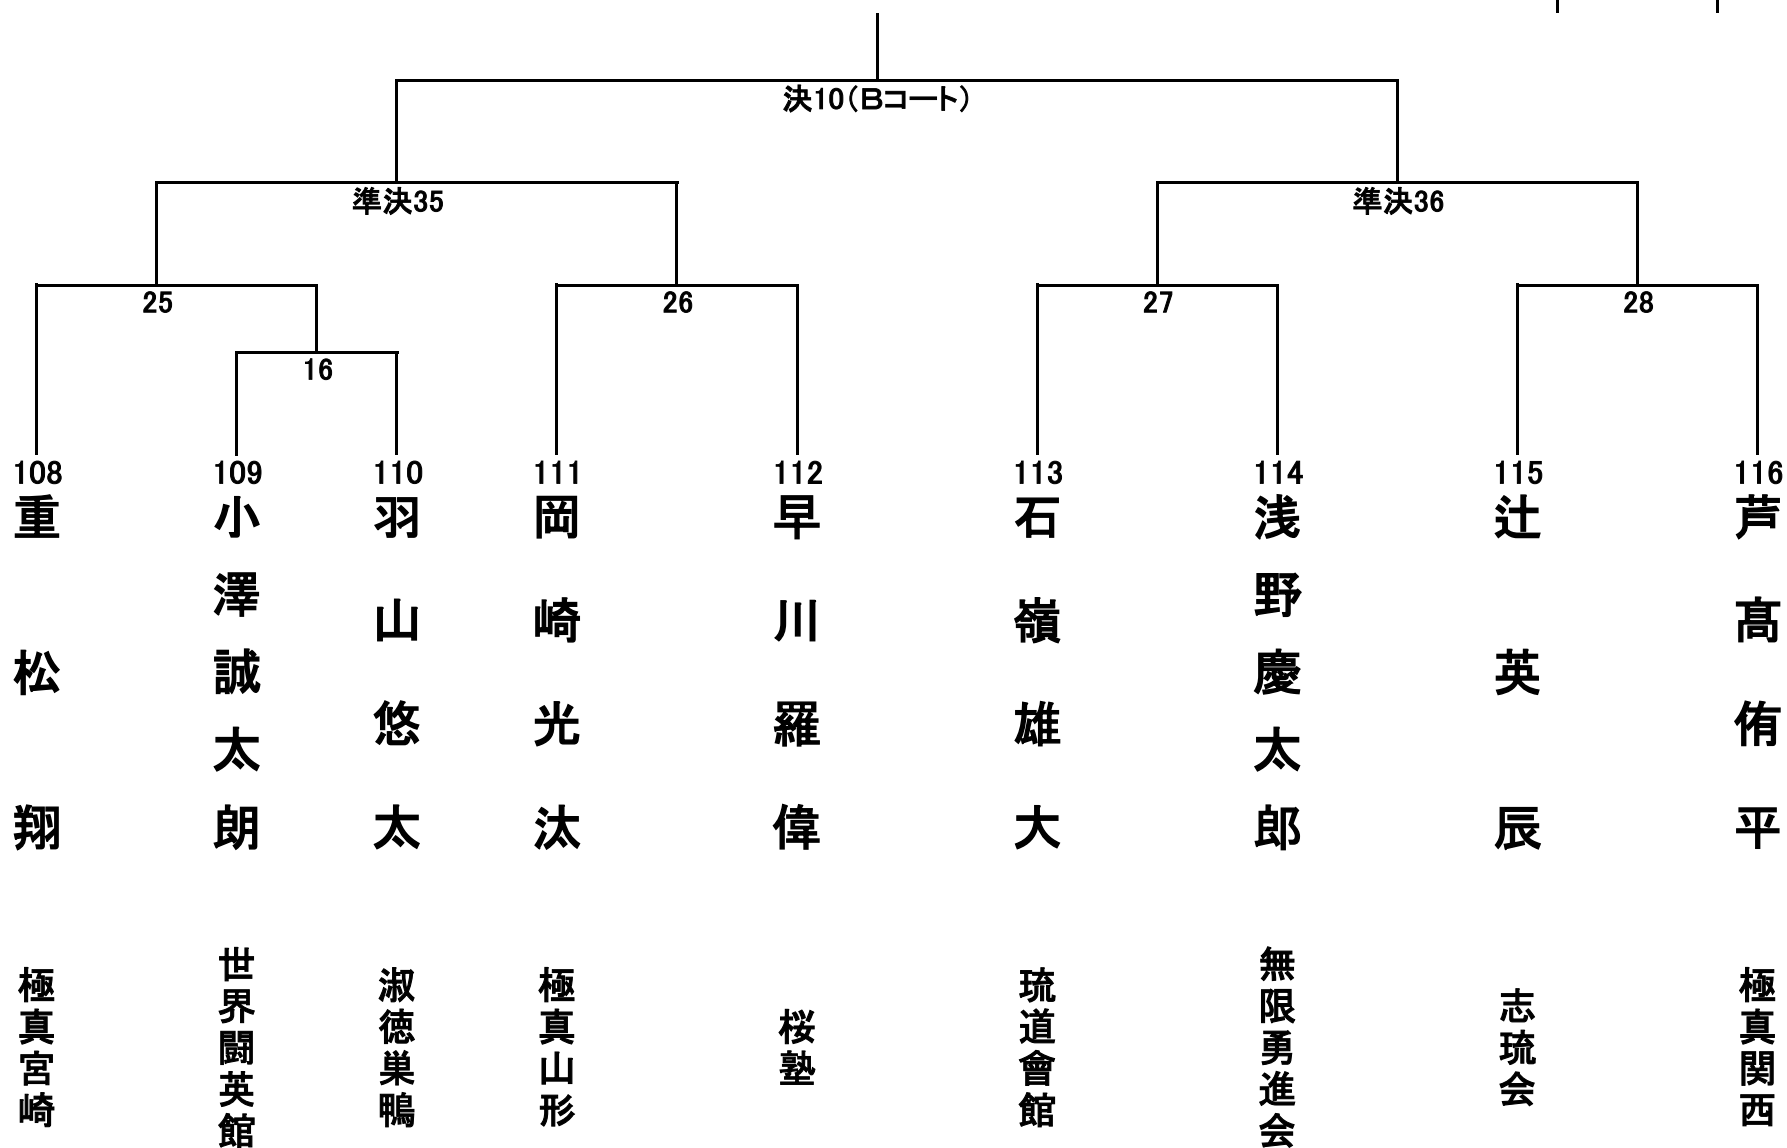 決10(Bコート)
準決35
準決36
25
26
27
28
16
108
109
110
111
112
113
114
115
116
重松翔
小澤誠太朗
羽山悠太
岡崎光汰
早川羅偉
石嶺雄大
浅野慶太郎
辻英辰
芦髙侑平
極真宮崎
世界闘英館
淑徳巣鴨
極真山形
桜塾
琉道會館
無限勇進会
志琉会
極真関西